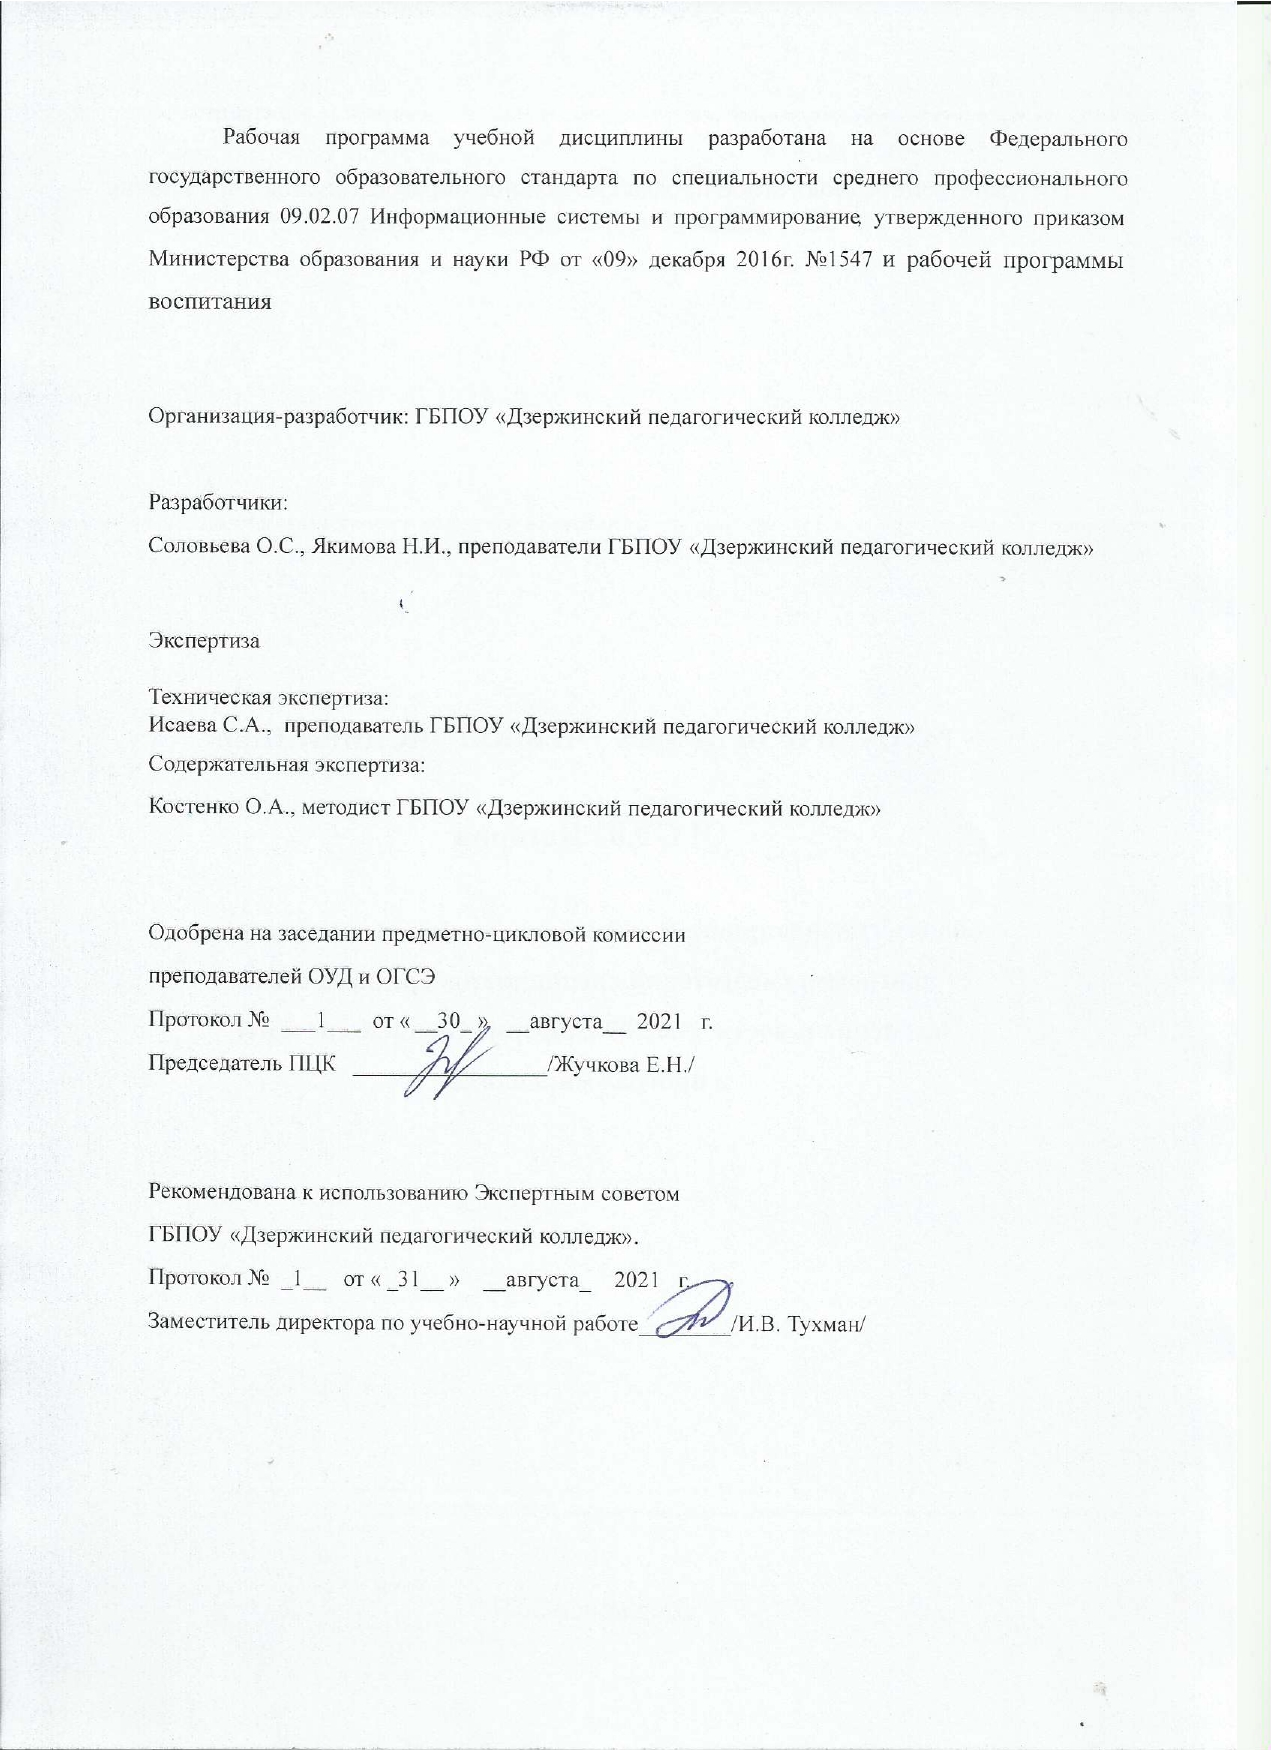 Рабочая программа учебной дисциплины разработана на основе Федерального
государственного образовательного стандарта по специальности среднего профессионального
образования 09.02.07 Информационные системы и программирование, утвержденного приказом
Министерства образования и науки РФ от «09» декабря 2016г. №1547 и рабочей программы
воспитания
Организация-разработчик: ГБПОУ «Дзержинский педагогический колледж»
Разработчики:
Соловьева О.С., Якимова Н.И., преподаватели ГБПОУ «Дзержинский педагогический колледж»
Экспертиза
Техническая экспертиза:
Исаева С.А., преподаватель ГБПОУ «Дзержинский педагогический колледж»
Содержательная экспертиза:
Костенко О.А., методист ГБПОУ «Дзержинский педагогический колледж»
Одобрена на заседании предметно-цикловой комиссии
преподавателей ОУД и ОГСЭ
Протокол № ___1___ от « __30_ », __августа__ 2021 г.
Председатель ПЦК _________________/Жучкова Е.Н./
Рекомендована к использованию Экспертным советом
ГБПОУ «Дзержинский педагогический колледж».
Протокол № _1__ от « _31__ » __августа_ 2021 г.
Заместитель директора по учебно-научной работе________/И.В. Тухман/